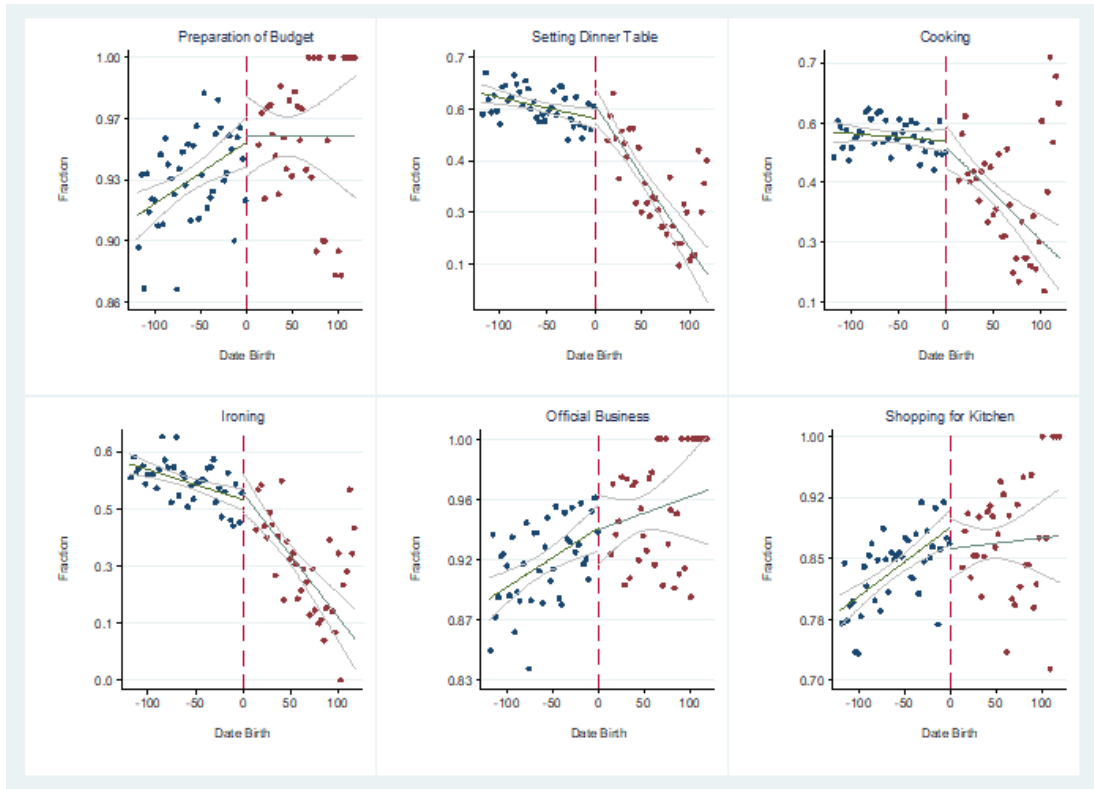 Preparation of Budget
Fraction
1.00
0.97
0.93
0.90
0.86
-100 -50 0 50 100
Date Birth
Setting Dinner Table
Fraction
0.7
0.6
0.4
0.3
0.1
-100 -50 0 50 100
Date Birth
Cooking
Fraction
0.7
0.6
0.4
0.3
0.1
-100 -50 0 50 100
Date Birth
Ironing
Fraction
0.6
0.5
0.3
0.1
0.0
-100 -50 0 50 100
Date Birth
Official Business
Fraction
1.00
0.96
0.92
0.87
0.83
-100 -50 0 50 100
Date Birth
Shopping for Kitchen
Fraction
1.00
0.92
0.85
0.78
0.70
-100 -50 0 50 100
Date Birth